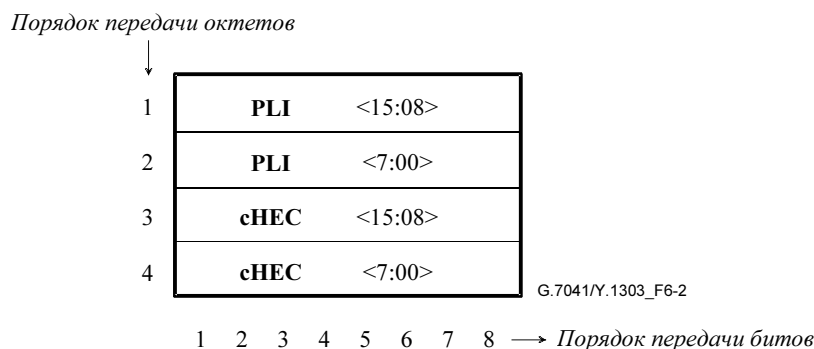 Порядок передачи октетов
1 PLI <15:08>
2 PLI <7:00>
3 cHEC <15:08>
4 cHEC <7:00>
G.7041/Y.1303_F6-2
1 2 3 4 5 6 7 8 Порядок передачи битов